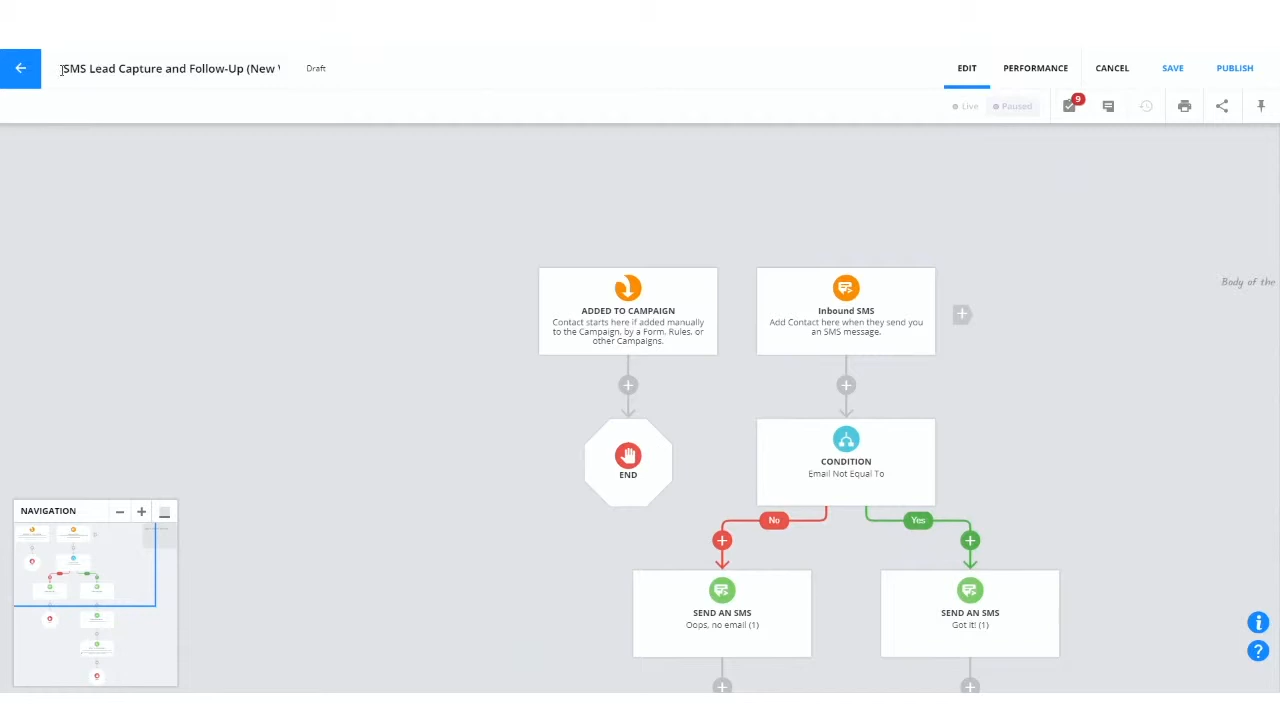 SMS Lead Capture and Follow-Up (New
Draft
EDIT
PERFORMANCE
CANCEL
SAVE
PUBLISH
Live
Paused
9
Body of the
ADDED TO CAMPAIGN
Contact starts here if added manually
to the Campaign, by a Form, Rules, or
other Campaigns.
Inbound SMS
Add Contact here when they send you
an SMS message.
END
CONDITION
Email Not Equal To
No
Yes
SEND AN SMS
Oops, no email (1)
SEND AN SMS
Got it! (1)
NAVIGATION